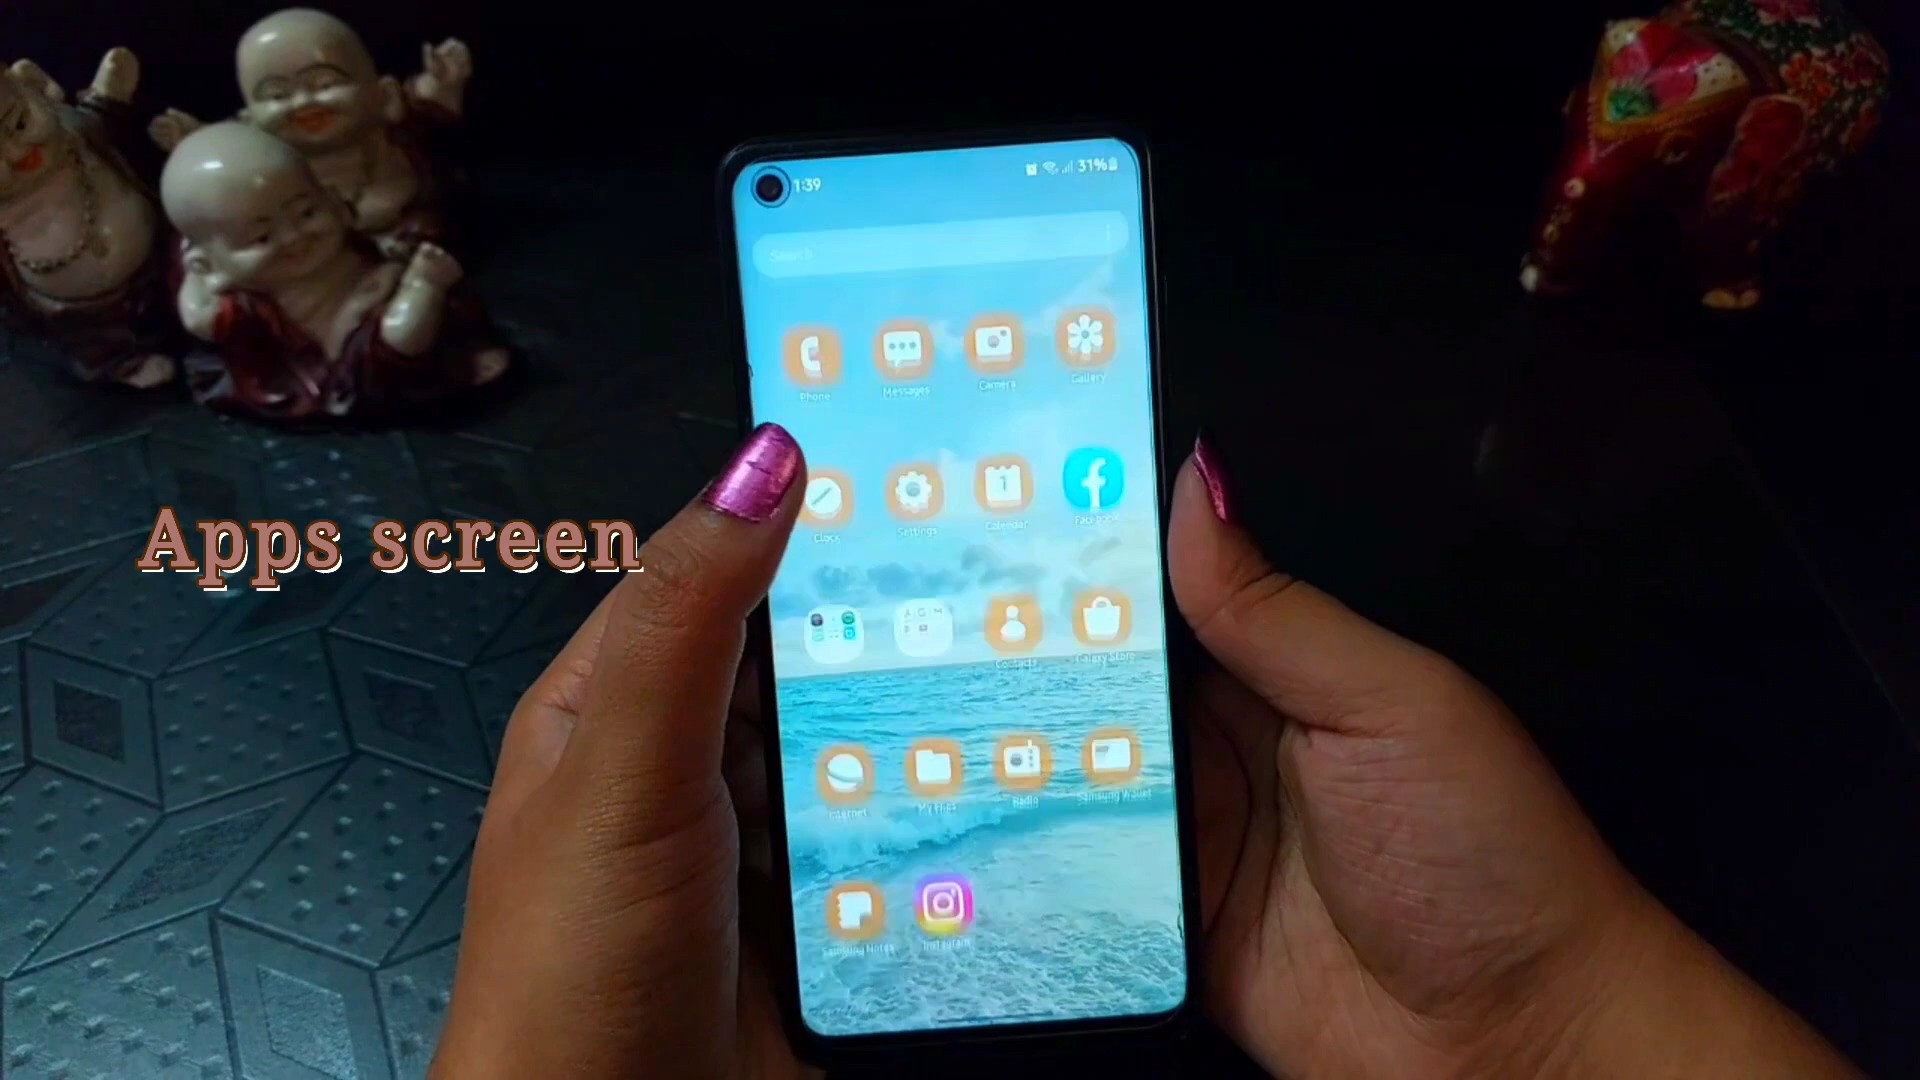 1:39 31%
Search
Phone Messages Camera Gallery
Clock Settings Calendar Facebook
Apps screen
Contacts Galaxy Store
Internet My Files Radio Samsung Wallet
Samsung Notes Instagram